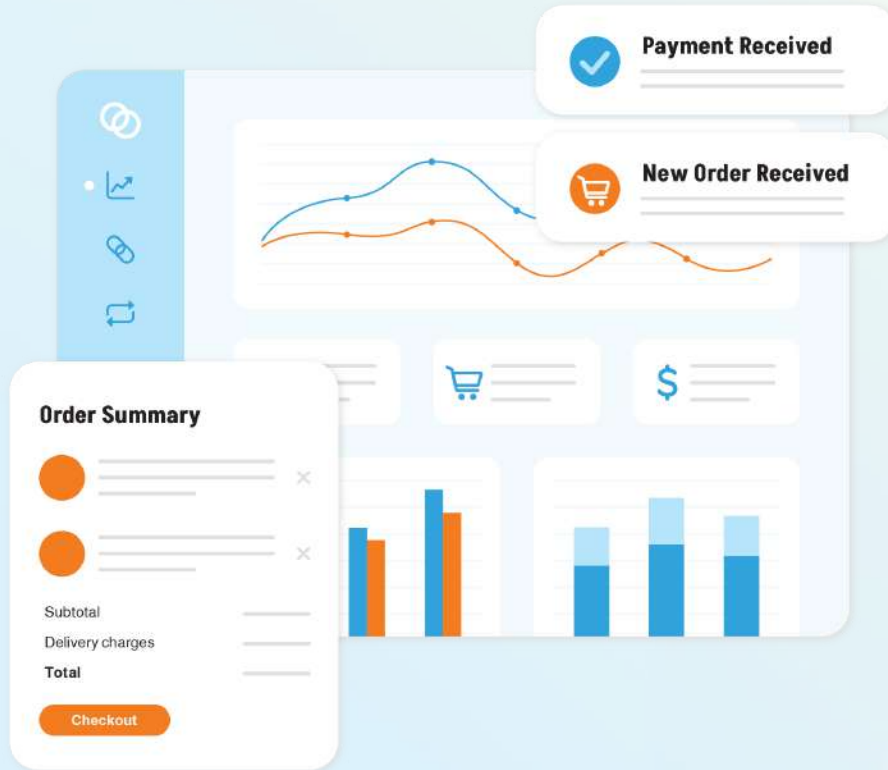 Payment Received
New Order Received
$
Order Summary
Subtotal
Delivery charges
Total
Checkout